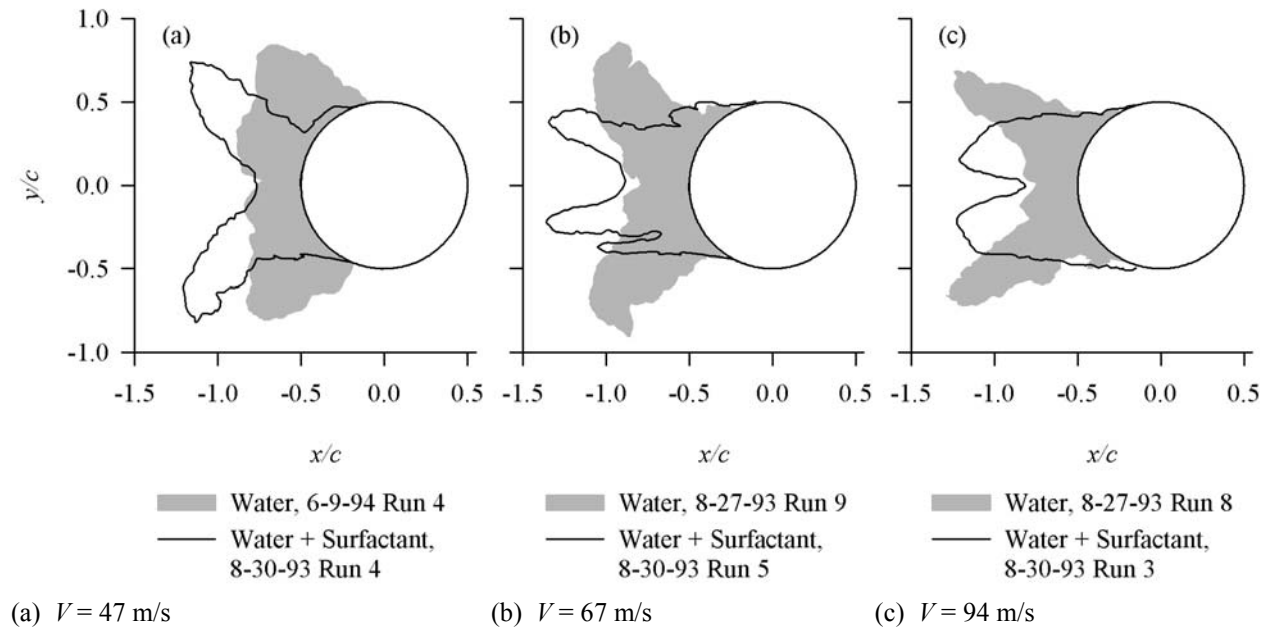 (a) (b) (c)
1.0
0.5
0.0
-0.5
-1.0
y/c
-1.5 -1.0 -0.5 0.0 0.5 -1.5 -1.0 -0.5 0.0 0.5 -1.5 -1.0 -0.5 0.0 0.5
x/c x/c x/c
Water, 6-9-94 Run 4
Water + Surfactant,
8-30-93 Run 4
Water, 8-27-93 Run 9
Water + Surfactant,
8-30-93 Run 5
Water, 8-27-93 Run 8
Water + Surfactant,
8-30-93 Run 3
(a) V = 47 m/s (b) V = 67 m/s (c) V = 94 m/s